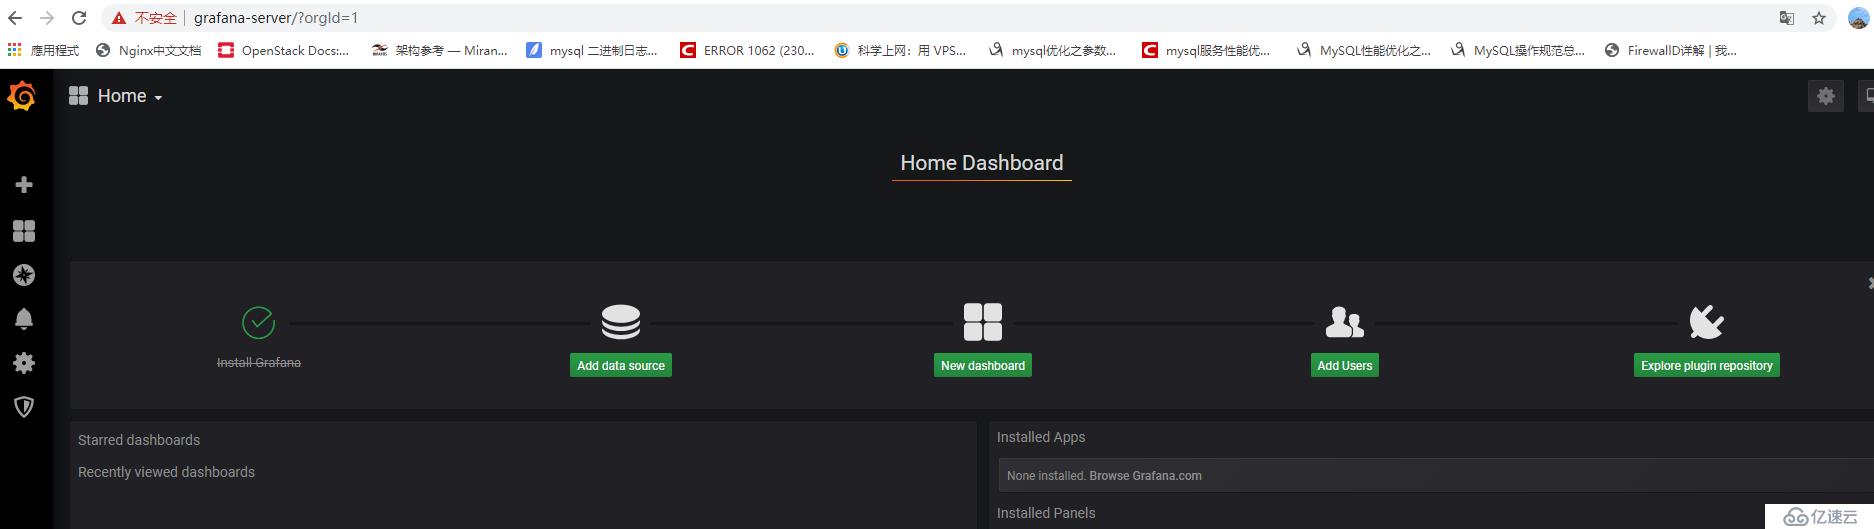 不安全 grafana-server/?orgId=1
應用程式 Nginx中文文档 OpenStack Docs:... 架构参考 — Miran... mysql 二进制日志... ERROR 1062 (230... 科学上网：用 VPS... mysql优化之参数... mysql服务性能优... MySQL性能优化之... MySQL操作规范总... FirewallD详解 | 我...
Home
Home Dashboard
Install Grafana Add data source New dashboard Add Users Explore plugin repository
Starred dashboards
Recently viewed dashboards
Installed Apps
None installed. Browse Grafana.com
Installed Panels
亿速云